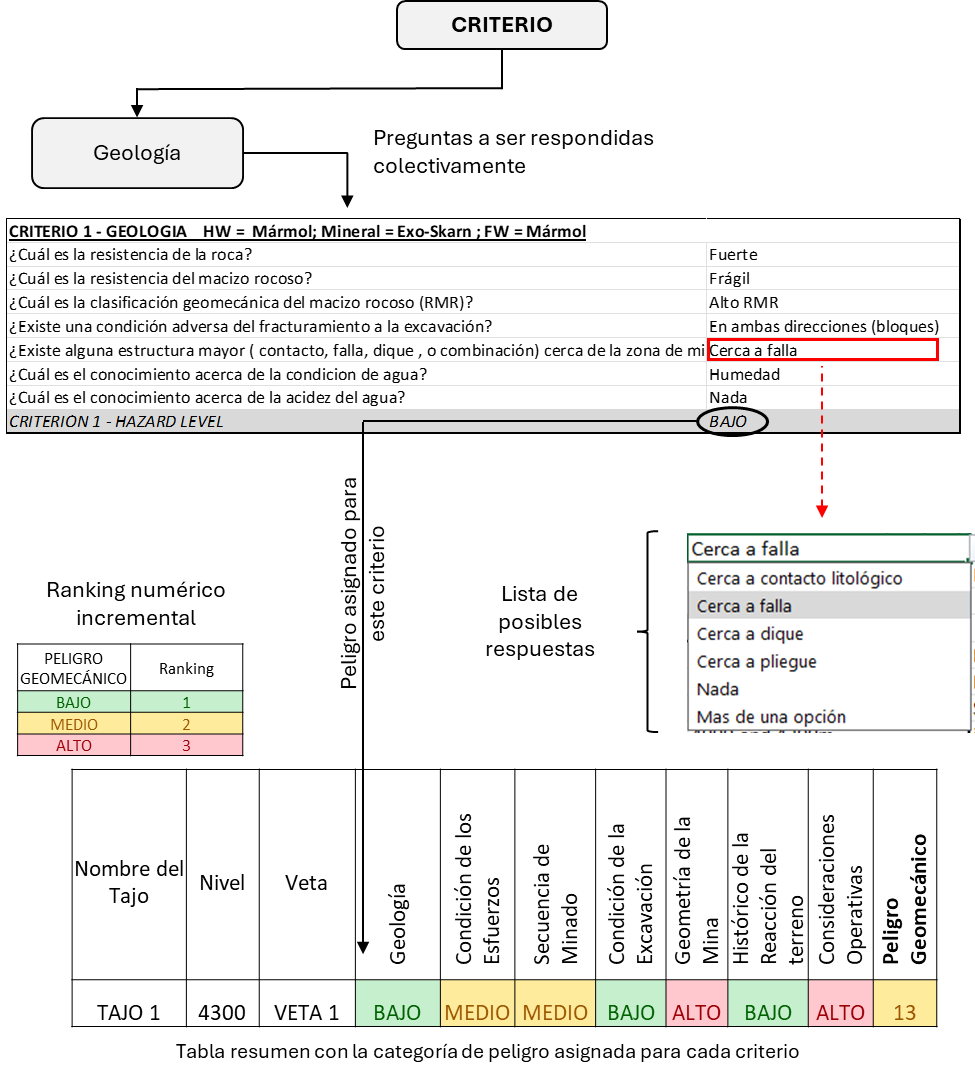 CRITERIO
Geología
Preguntas a ser respondidas
colectivamente
CRITERIO 1 - GEOLOGIA    HW =  Mármol; Mineral = Exo-Skarn ; FW = Mármol
¿Cuál es la resistencia de la roca? Fuerte
¿Cuál es la resistencia del macizo rocoso? Frágil
¿Cuál es la clasificación geomecánica del macizo rocoso (RMR)? Alto RMR
¿Existe una condición adversa del fracturamiento a la excavación? En ambas direcciones (bloques)
¿Existe alguna estructura mayor ( contacto, falla, dique , o combinación) cerca de la zona de mi Cerca a falla
¿Cuál es el conocimiento acerca de la condicion de agua? Humedad
¿Cuál es el conocimiento acerca de la acidez del agua? Nada
CRITERION 1 - HAZARD LEVEL BAJO
Peligro asignado para
este criterio
Ranking numérico
incremental
PELIGRO
GEOMECÁNICO Ranking
BAJO 1
MEDIO 2
ALTO 3
Lista de
posibles
respuestas
Cerca a falla
Cerca a contacto litológico
Cerca a falla
Cerca a dique
Cerca a pliegue
Nada
Mas de una opción
Nombre del
Tajo
Nivel
Veta
Geología
Condición de los
Esfuerzos
Secuencia de
Minado
Condición de la
Excavación
Geometría de la
Mina
Histórico de la
Reacción del
terreno
Consideraciones
Operativas
Peligro
Geomecánico
TAJO 1 4300 VETA 1 BAJO MEDIO MEDIO BAJO ALTO BAJO ALTO 13
Tabla resumen con la categoría de peligro asignada para cada criterio